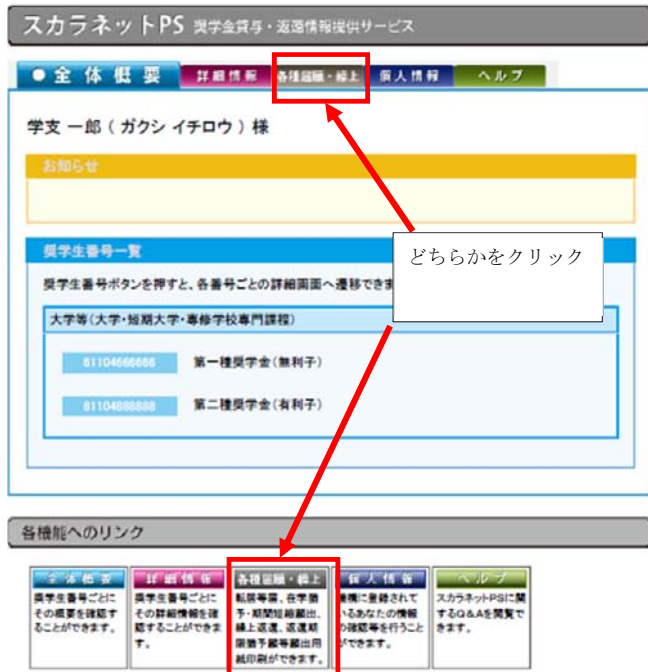 スカラネットPS 奨学金貸与・返還情報提供サービス
●全体概要 詳細情報 各種届願・繰上 個人情報 ヘルプ
学支 一郎 ( ガクシ イチロウ ) 様
お知らせ
奨学生番号一覧
奨学生番号ボタンを押すと、各番号ごとの詳細画面へ遷移できま
どちらかをクリック
大学等(大学・短期大学・専修学校専門課程)
61104666666 第一種奨学金(無利子)
81104888888 第二種奨学金(有利子)
各機能へのリンク
全体概要
奨学生番号ごとに
その概要を確認す
ることができます。
詳細情報
奨学生番号ごとに
その詳細情報を確
認することができま
す。
各種届願・繰上
転居等届、在学猶
予・期間短縮願出、
繰上返還、返還期
限猶予願等願出用
紙印刷ができます。
個人情報
機構に登録されて
いるあなたの情報
の確認等を行うこと
ができます。
ヘルプ
スカラネットPSに関
するQ&Aを閲覧で
きます。